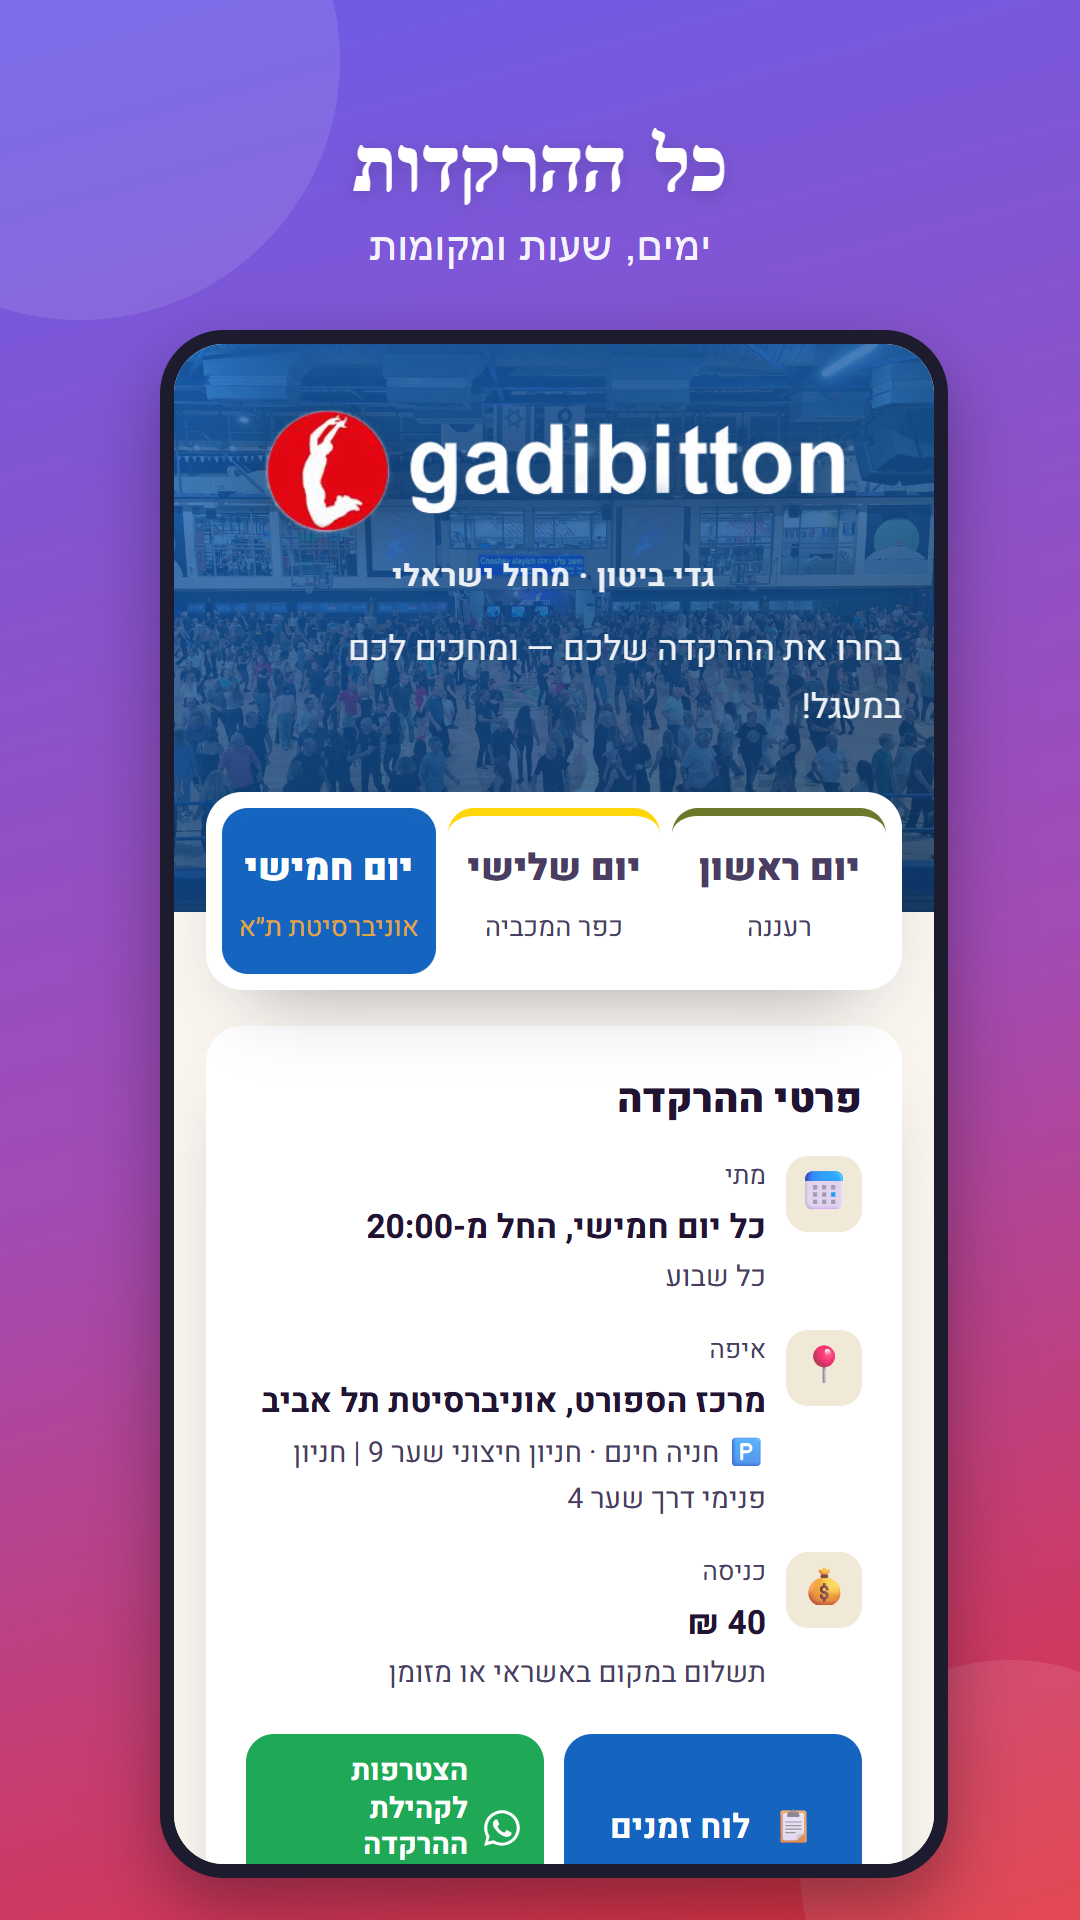 כל ההרקדות
ימים, שעות ומקומות
gadibitton
גדי ביטון · מחול ישראלי
בחרו את ההרקדה שלכם — ומחכים לכם
במעגל!
יום ראשון
רעננה
יום שלישי
כפר המכביה
יום חמישי
אוניברסיטת ת״א
פרטי ההרקדה
מתי
כל יום חמישי, החל מ-20:00
כל שבוע
איפה
מרכז הספורט, אוניברסיטת תל אביב
🅿️ חניה חינם · חניון חיצוני שער 9 | חניון
פנימי דרך שער 4
כניסה
40 ₪
תשלום במקום באשראי או מזומן
לוח זמנים
הצטרפות
לקהילת
ההרקדה